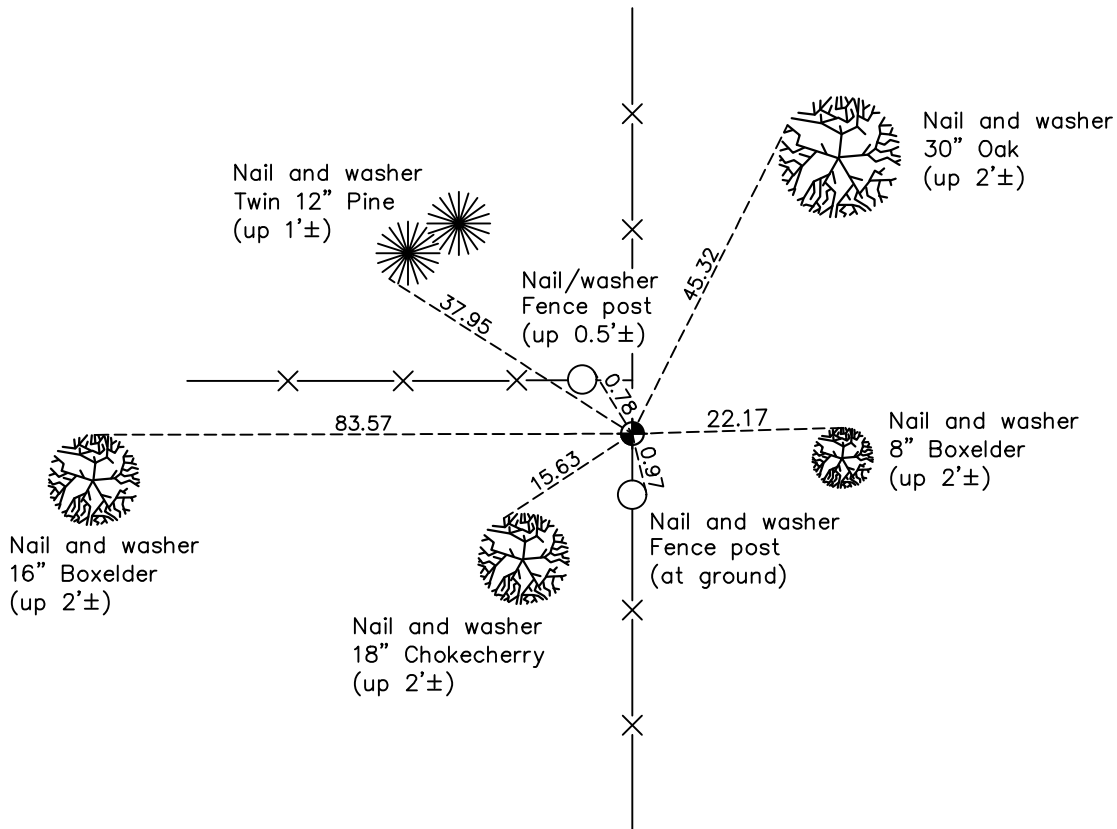 Nail and washer
30" Oak
(up 2'±)
Nail and washer
Twin 12" Pine
(up 1'±)
Nail/washer
Fence post
(up 0.5'±)
45.32
37.95
0.78
83.57
22.17
Nail and washer
8" Boxelder
(up 2'±)
15.63
0.97
Nail and washer
Fence post
(at ground)
Nail and washer
16" Boxelder
(up 2'±)
Nail and washer
18" Chokecherry
(up 2'±)